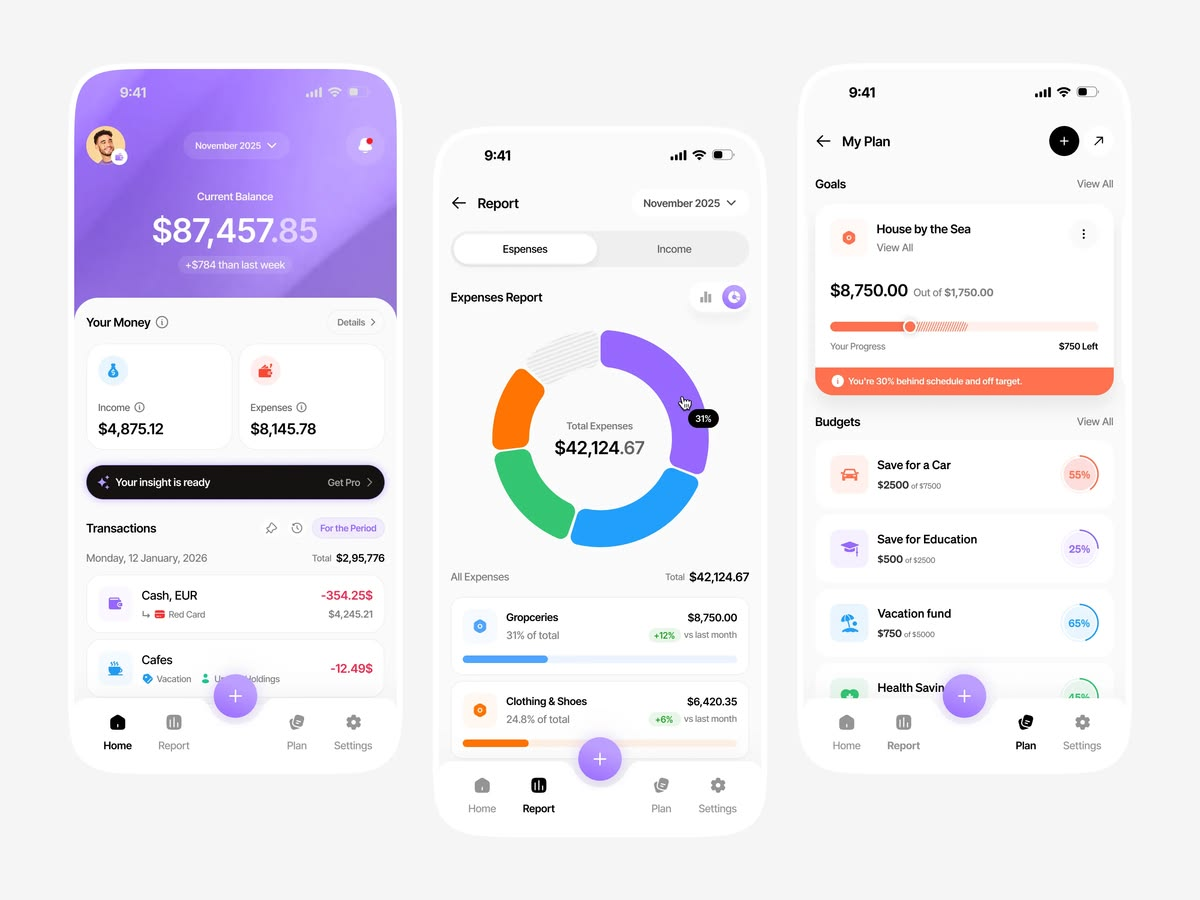 9:41
November 2025
Current Balance
$87,457.85
+$784 than last week
Your Money
Details
Income
$4,875.12
Expenses
$8,145.78
Your insight is ready
Get Pro
Transactions
For the Period
Monday, 12 January, 2026
Total $2,95,776
Cash, EUR
-354.25$
Red Card
$4,245.21
Cafes
-12.49$
Vacation
Holdings
Home
Report
Plan
Settings
9:41
Report
November 2025
Espenses
Income
Expenses Report
31%
Total Expenses
$42,124.67
All Expenses
Total $42,124.67
Gropceries
$8,750.00
31% of total
+12% vs last month
Clothing & Shoes
$6,420.35
24.8% of total
+6% vs last month
Home
Report
Plan
Settings
9:41
My Plan
Goals
View All
House by the Sea
View All
$8,750.00 Out of $1,750.00
Your Progress
$750 Left
You're 30% behind schedule and off target.
Budgets
View All
Save for a Car
$2500 of $7500
55%
Save for Education
$500 of $2500
25%
Vacation fund
$750 of $5000
65%
Health Savin
45%
Home
Report
Plan
Settings